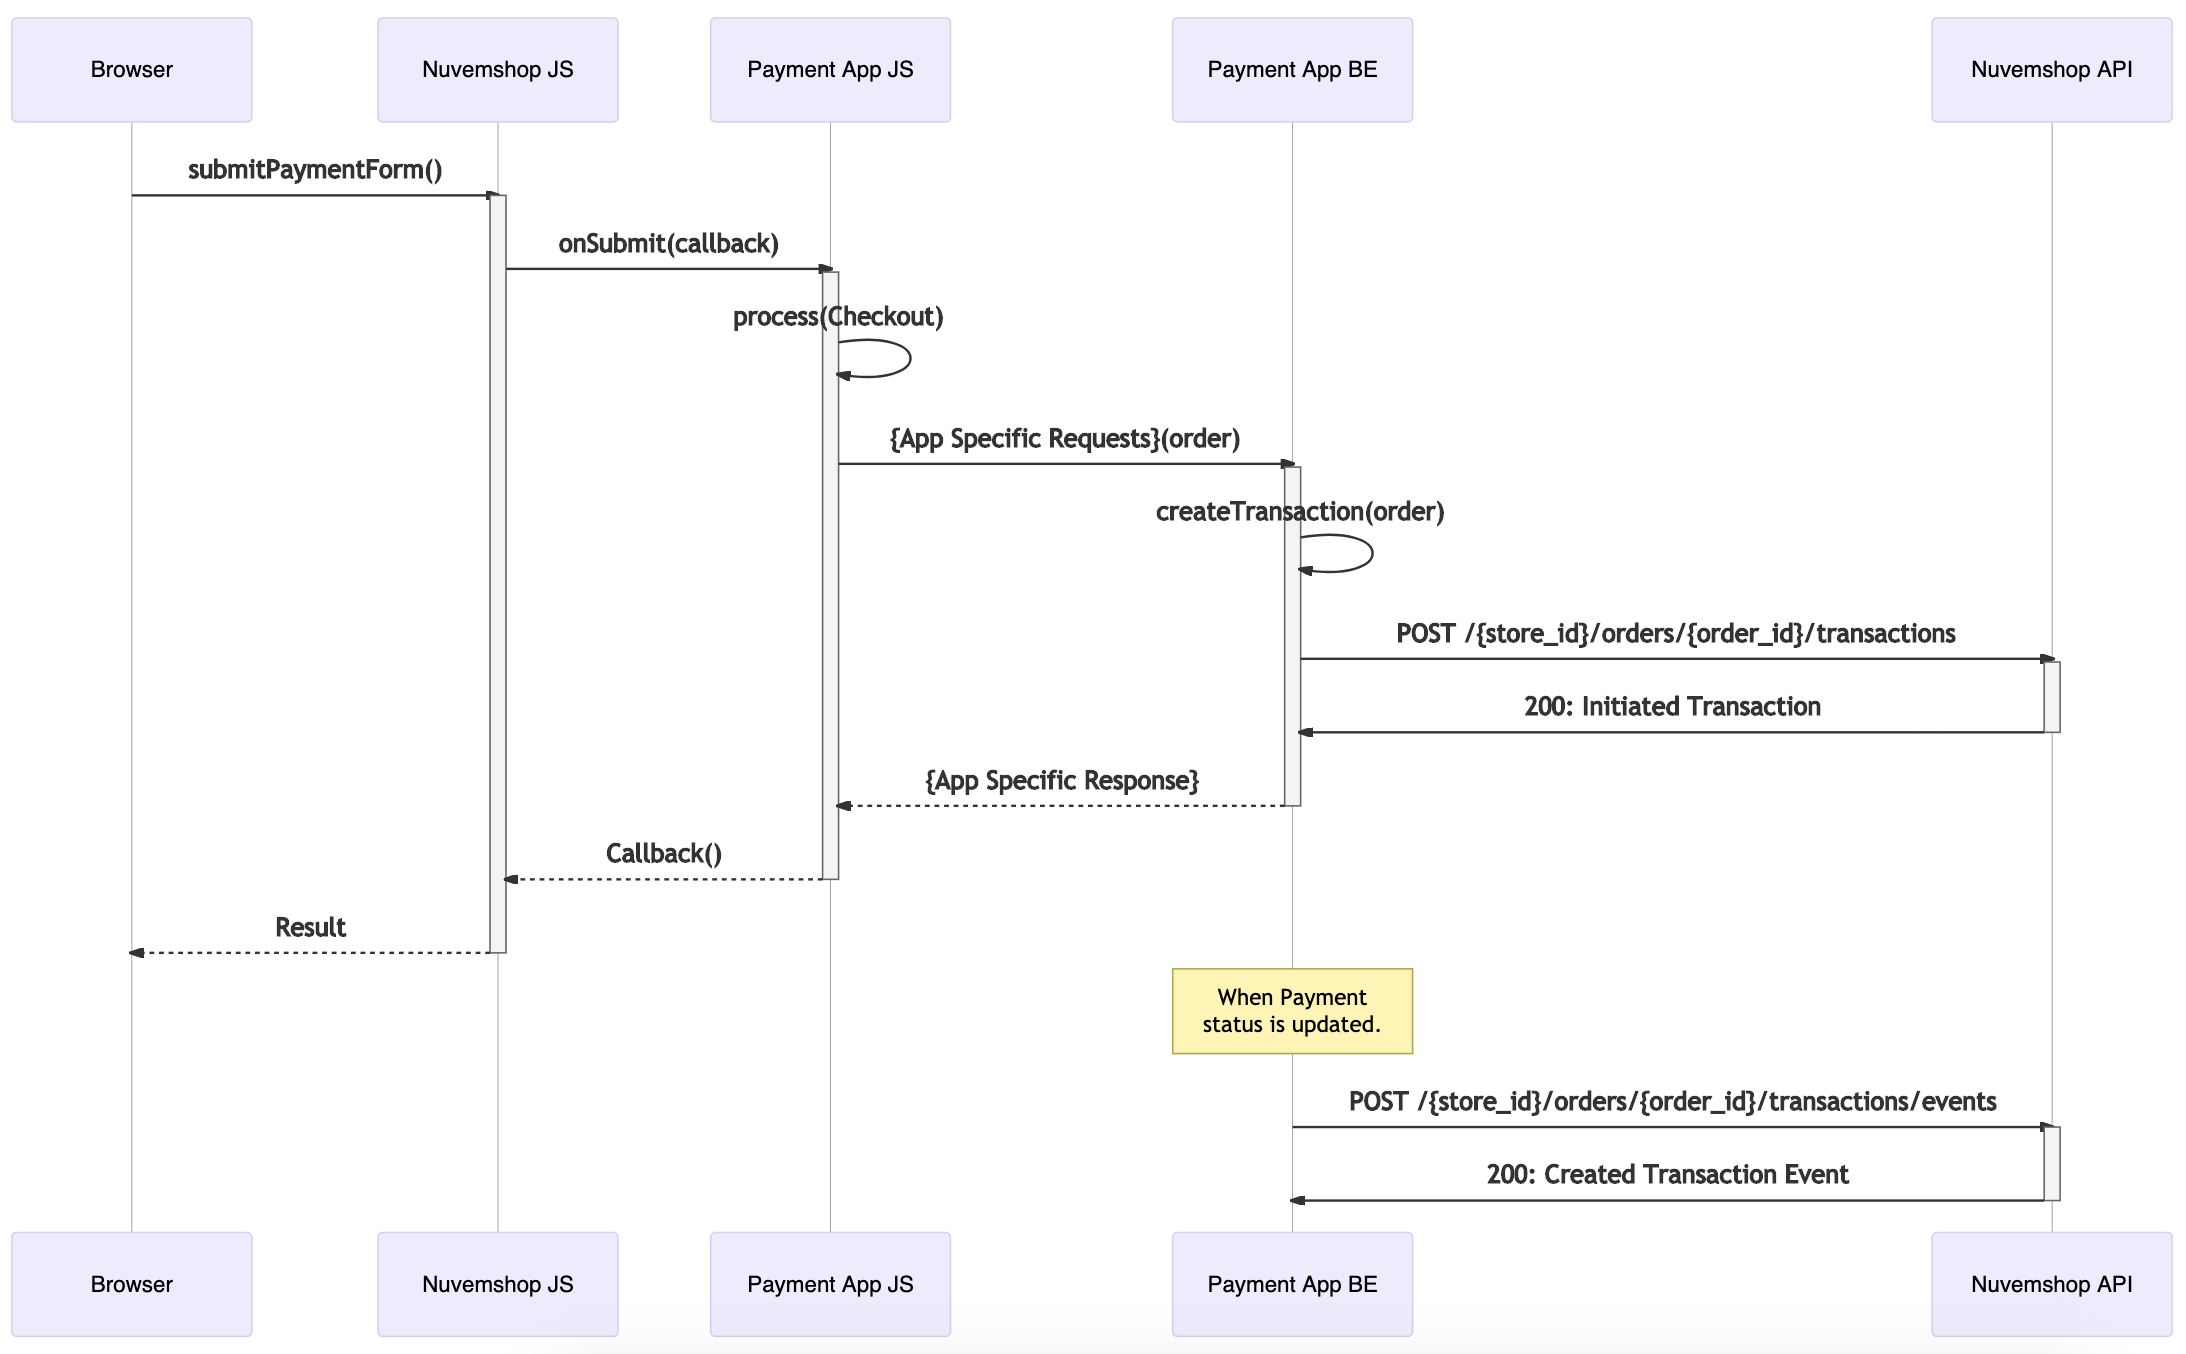 Browser
Nuvemshop JS
Payment App JS
Payment App BE
Nuvemshop API
submitPaymentForm()
onSubmit(callback)
process(Checkout)
{App Specific Requests}(order)
createTransaction(order)
POST /{store_id}/orders/{order_id}/transactions
200: Initiated Transaction
{App Specific Response}
Callback()
Result
When Payment
status is updated.
POST /{store_id}/orders/{order_id}/transactions/events
200: Created Transaction Event
Browser
Nuvemshop JS
Payment App JS
Payment App BE
Nuvemshop API